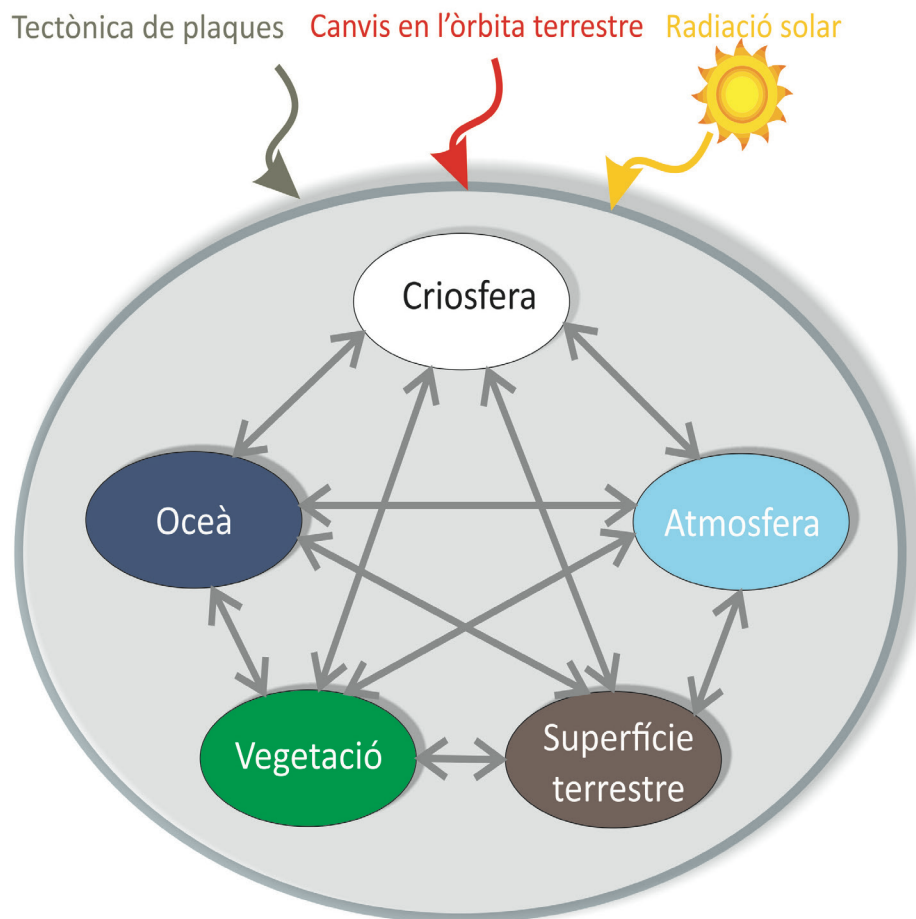 Tectònica de plaques
Canvis en l'òrbita terrestre
Radiació solar
Criosfera
Oceà
Atmosfera
Vegetació
Superfície
terrestre